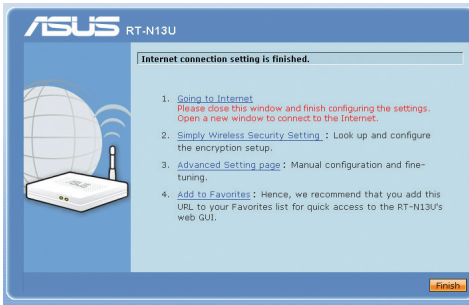 ASUS RT-N13U
Internet connection setting is finished.
1. Going to Internet
Please close this window and finish configuring the settings.
Open a new window to connect to the Internet.
2. Simply Wireless Security Setting : Look up and configure
the encryption setup.
3. Advanced Setting page : Manual configuration and fine-
tuning.
4. Add to Favorites : Hence, we recommend that you add this
URL to your Favorites list for quick access to the RT-N13U's
web GUI.
Finish